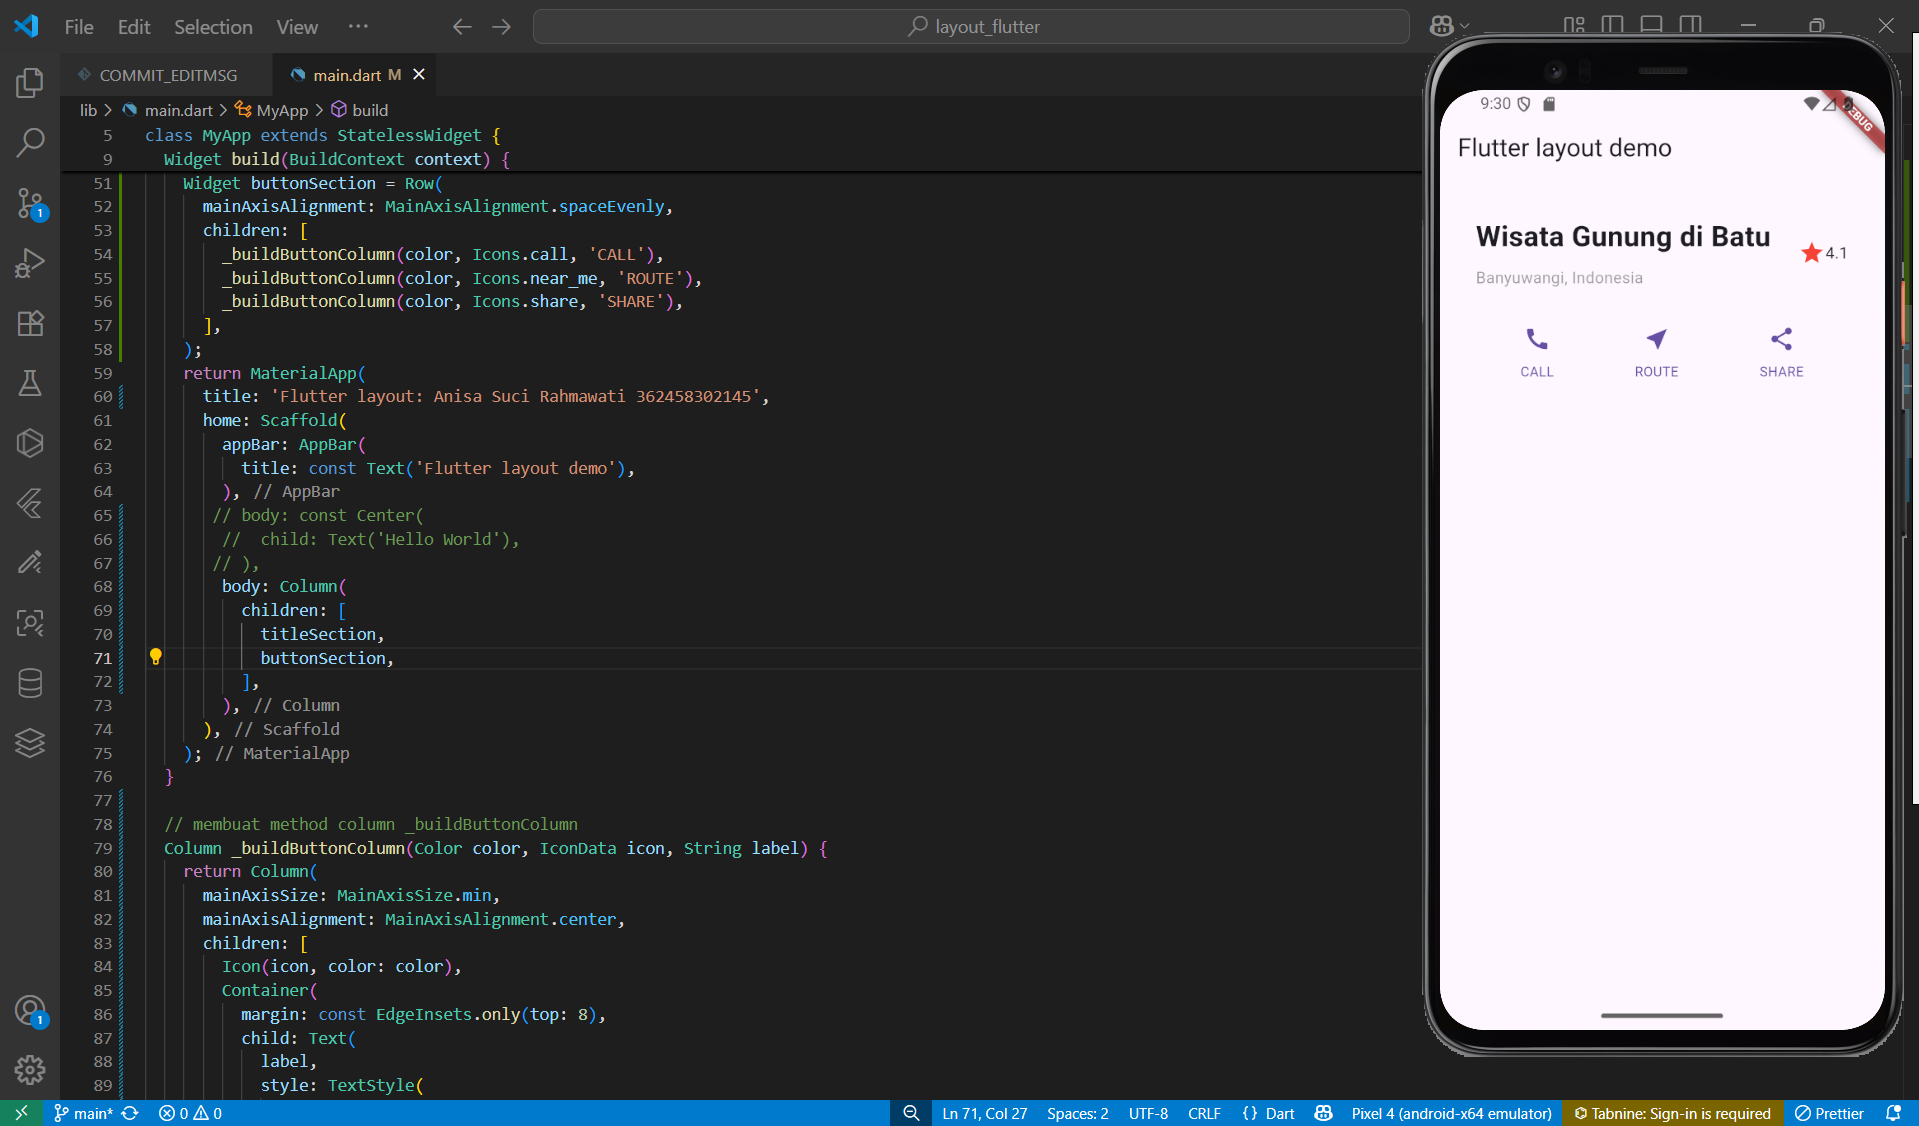 File Edit Selection View ··· layout_flutter
COMMIT_EDITMSG main.dart M
lib > main.dart > MyApp > build
5 class MyApp extends StatelessWidget {
9 Widget build(BuildContext context) {
51 Widget buttonSection = Row(
52 mainAxisAlignment: MainAxisAlignment.spaceEvenly,
53 children: [
54 _buildButtonColumn(color, Icons.call, 'CALL'),
55 _buildButtonColumn(color, Icons.near_me, 'ROUTE'),
56 _buildButtonColumn(color, Icons.share, 'SHARE'),
57 ],
58 );
59 return MaterialApp(
60 title: 'Flutter layout: Anisa Suci Rahmawati 362458302145',
61 home: Scaffold(
62 appBar: AppBar(
63 title: const Text('Flutter layout demo'),
64 ), // AppBar
65 // body: const Center(
66 // child: Text('Hello World'),
67 // ),
68 body: Column(
69 children: [
70 titleSection,
71 buttonSection,
72 ],
73 ), // Column
74 ), // Scaffold
75 ); // MaterialApp
76 }
77
78 // membuat method column _buildButtonColumn
79 Column _buildButtonColumn(Color color, IconData icon, String label) {
80 return Column(
81 mainAxisSize: MainAxisSize.min,
82 mainAxisAlignment: MainAxisAlignment.center,
83 children: [
84 Icon(icon, color: color),
85 Container(
86 margin: const EdgeInsets.only(top: 8),
87 child: Text(
88 label,
89 style: TextStyle(
9:30
Flutter layout demo
Wisata Gunung di Batu
4.1
Banyuwangi, Indonesia
CALL ROUTE SHARE
1
1
main* 0 0 Ln 71, Col 27 Spaces: 2 UTF-8 CRLF {} Dart Pixel 4 (android-x64 emulator) Tabnine: Sign-in is required Prettier